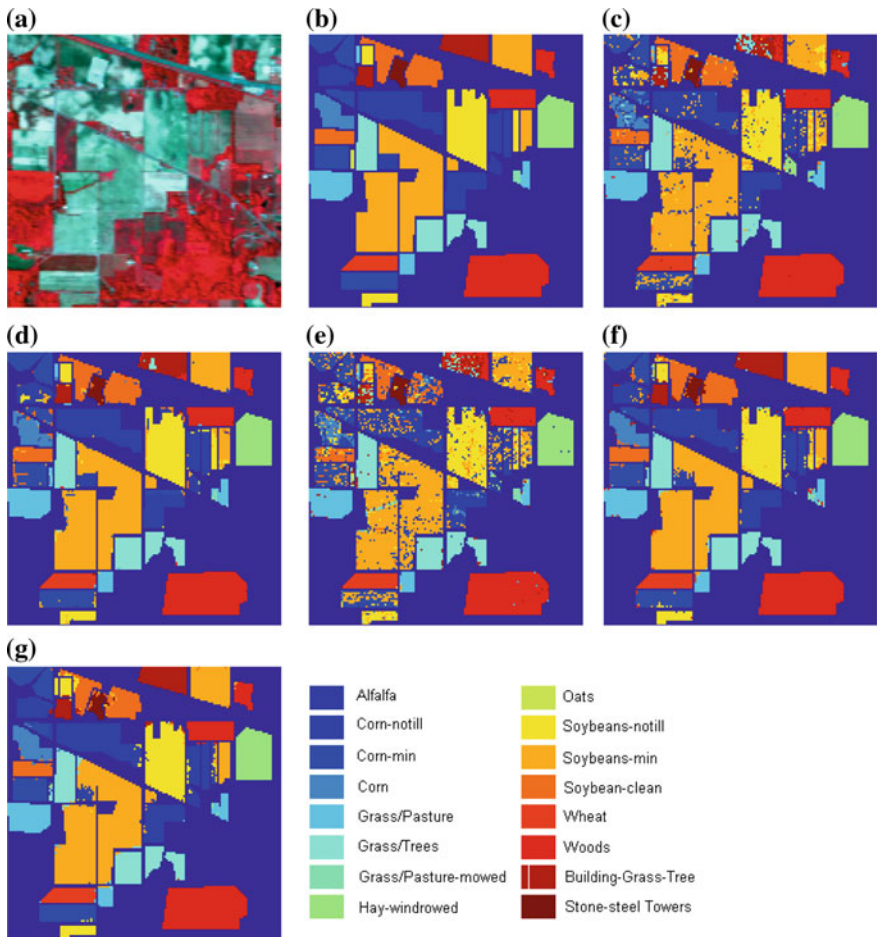 (a)
(b)
(c)
(d)
(e)
(f)
(g)
Alfalfa
Corn-notill
Corn-min
Corn
Grass/Pasture
Grass/Trees
Grass/Pasture-mowed
Hay-windrowed
Oats
Soybeans-notill
Soybeans-min
Soybean-clean
Wheat
Woods
Building-Grass-Tree
Stone-steel Towers